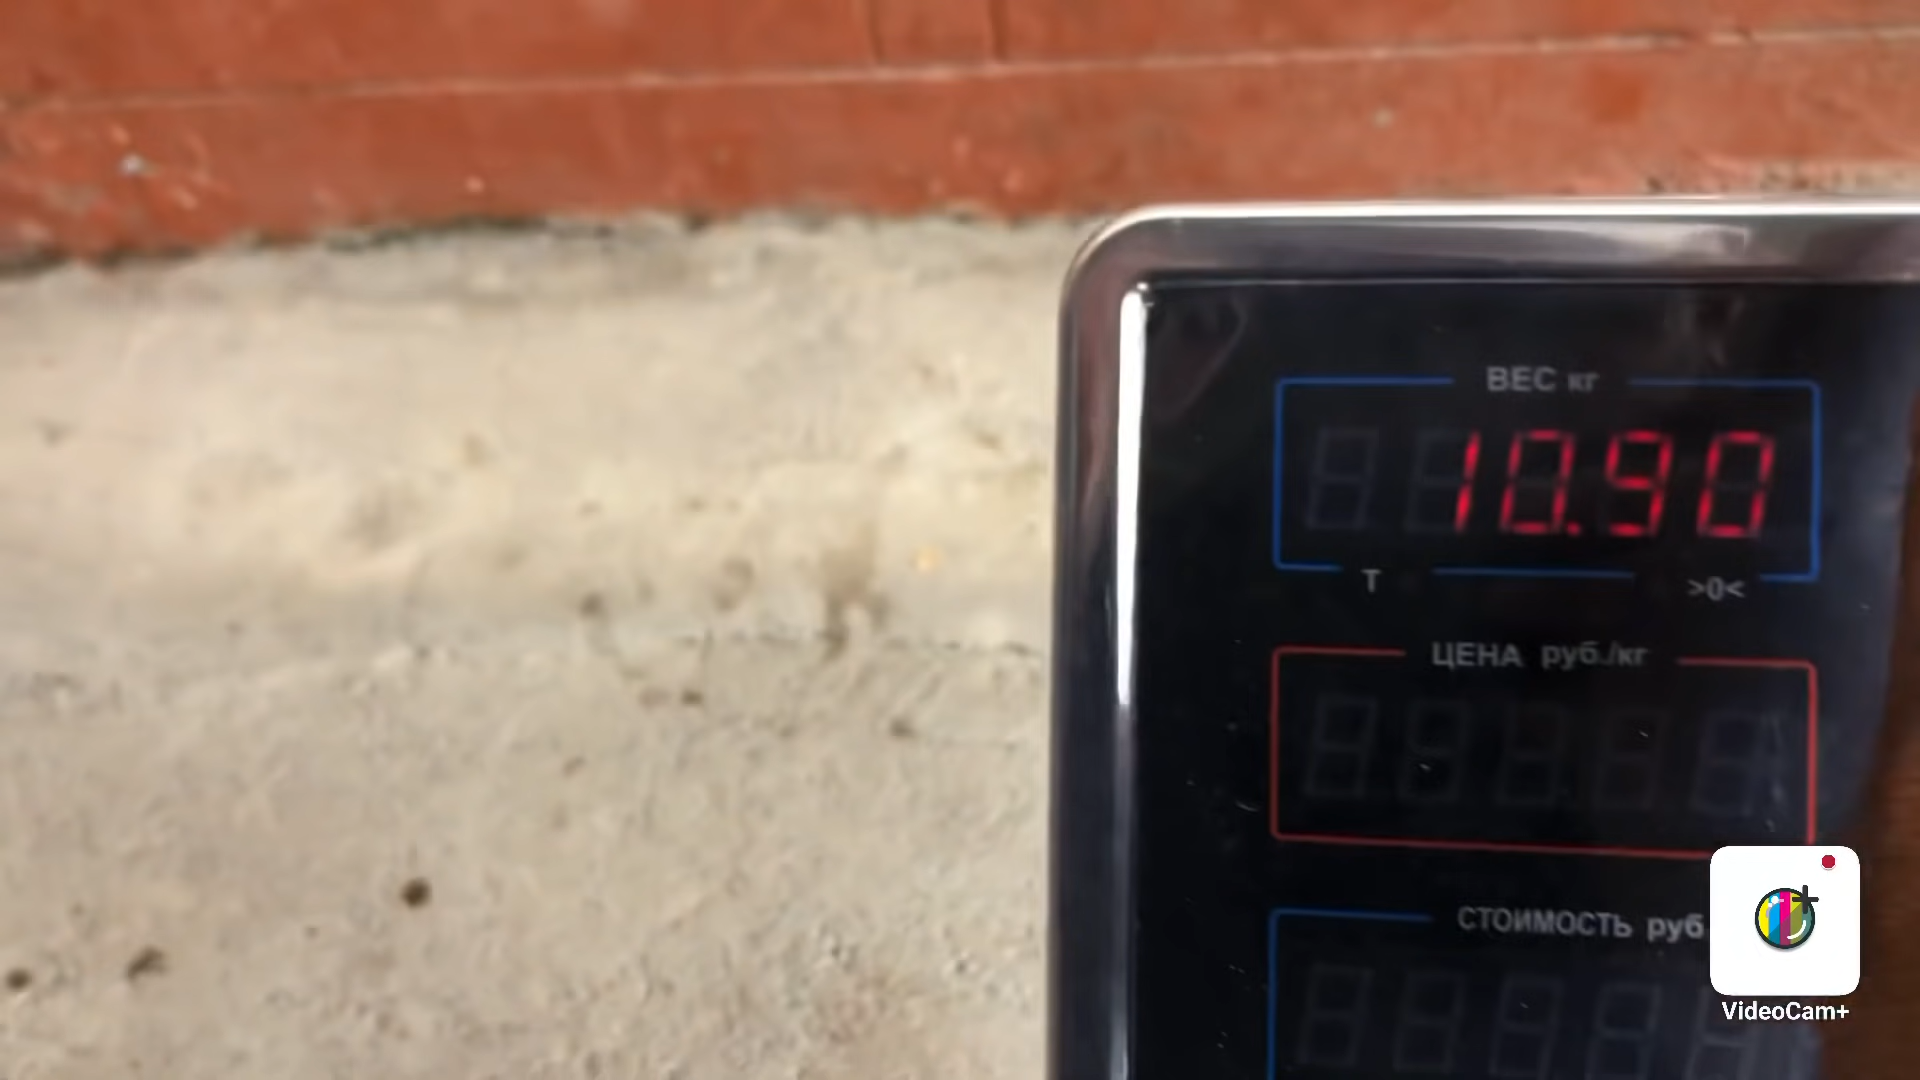 ВЕС кг
10.90
T >0<
ЦЕНА руб./кг
СТОИМОСТЬ руб
VideoCam+